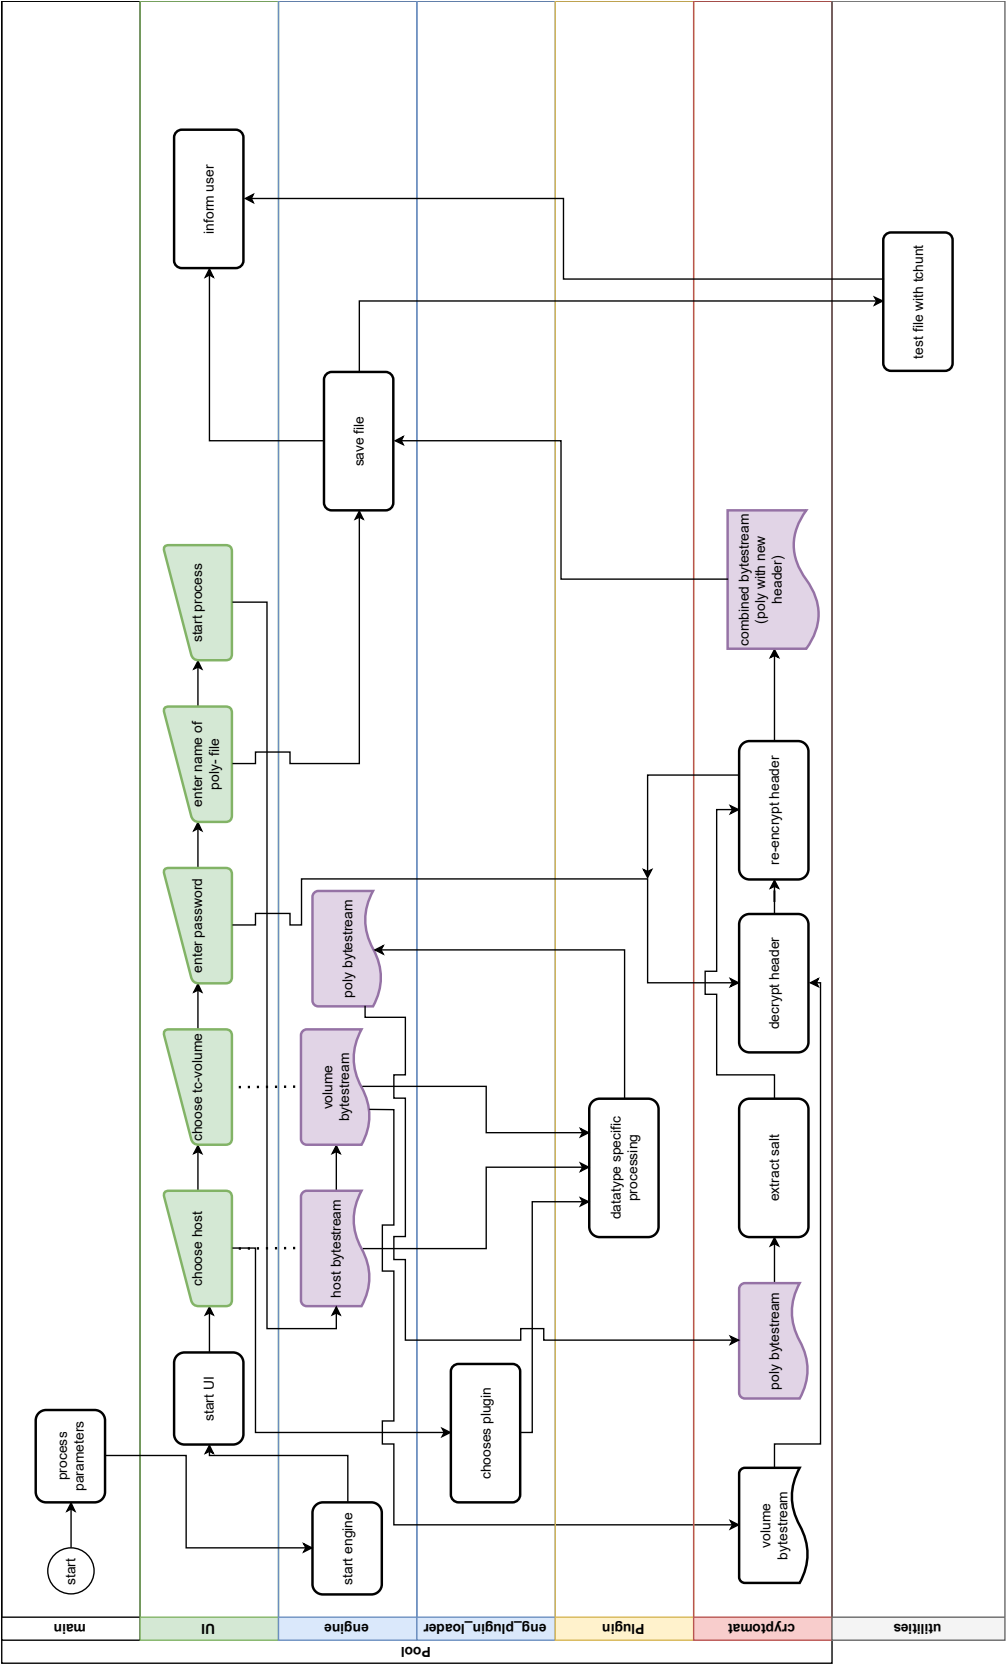 Pool
main
UI
engine
eng_plugin_loader
Plugin
cryptomat
utilities
start
process
parameters
start UI
choose host
choose tc-volume
enter password
enter name of
poly- file
start process
inform user
start engine
host bytestream
volume
bytestream
poly bytestream
save file
chooses plugin
datatype specific
processing
volume
bytestream
poly bytestream
extract salt
decrypt header
re-encrypt header
combined bytestream
(poly with new
header)
test file with tchunt